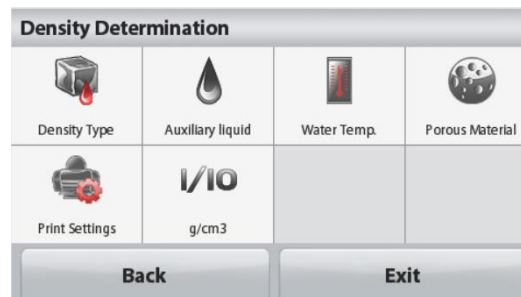 Density Determination
Density Type
Auxiliary liquid
Water Temp.
Porous Material
Print Settings
I/IO
g/cm3
Back
Exit